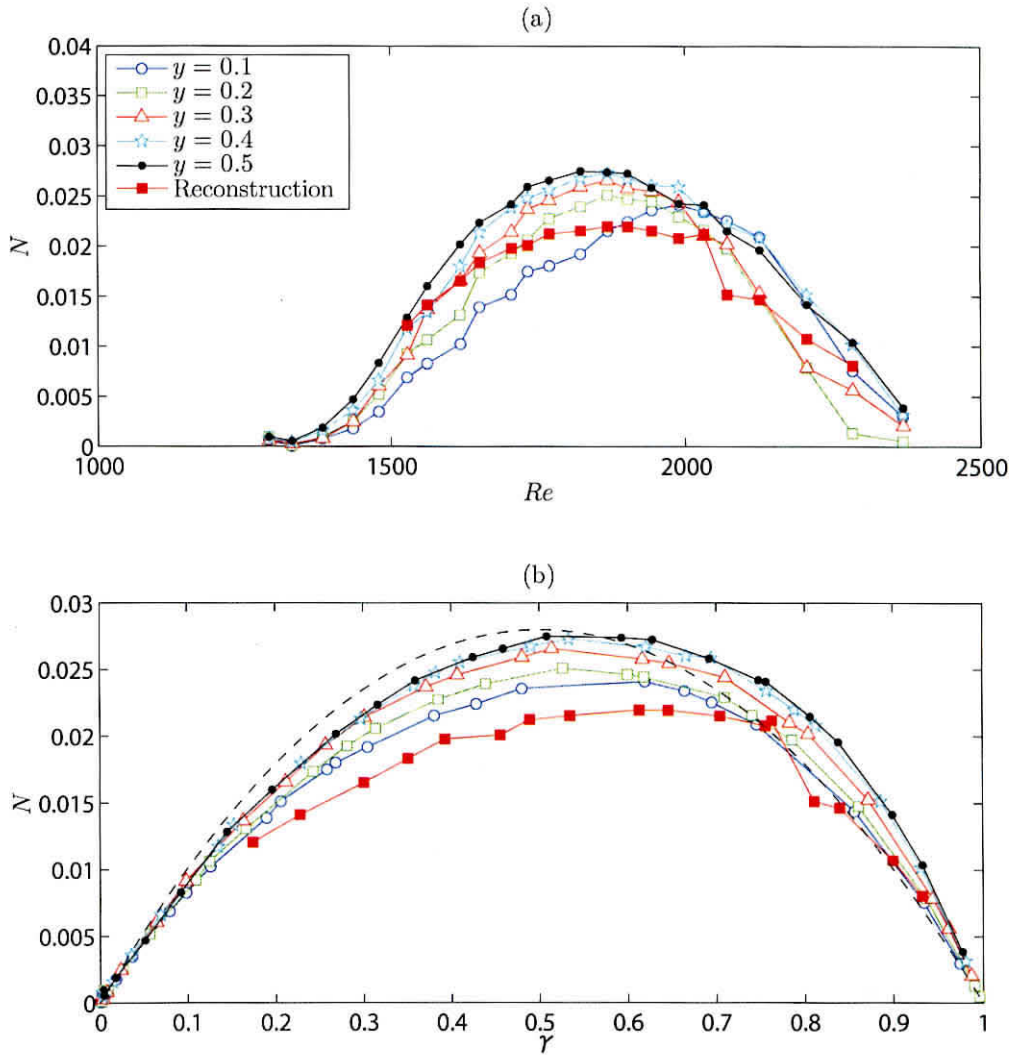 (a)
0.04
0.035
0.03
0.025
0.02
0.015
0.01
0.005
0
N
y = 0.1
y = 0.2
y = 0.3
y = 0.4
y = 0.5
Reconstruction
1000
1500
2000
2500
Re
(b)
0.03
0.025
0.02
0.015
0.01
0.005
0
N
0
0.1
0.2
0.3
0.4
0.5
0.6
0.7
0.8
0.9
1
γ